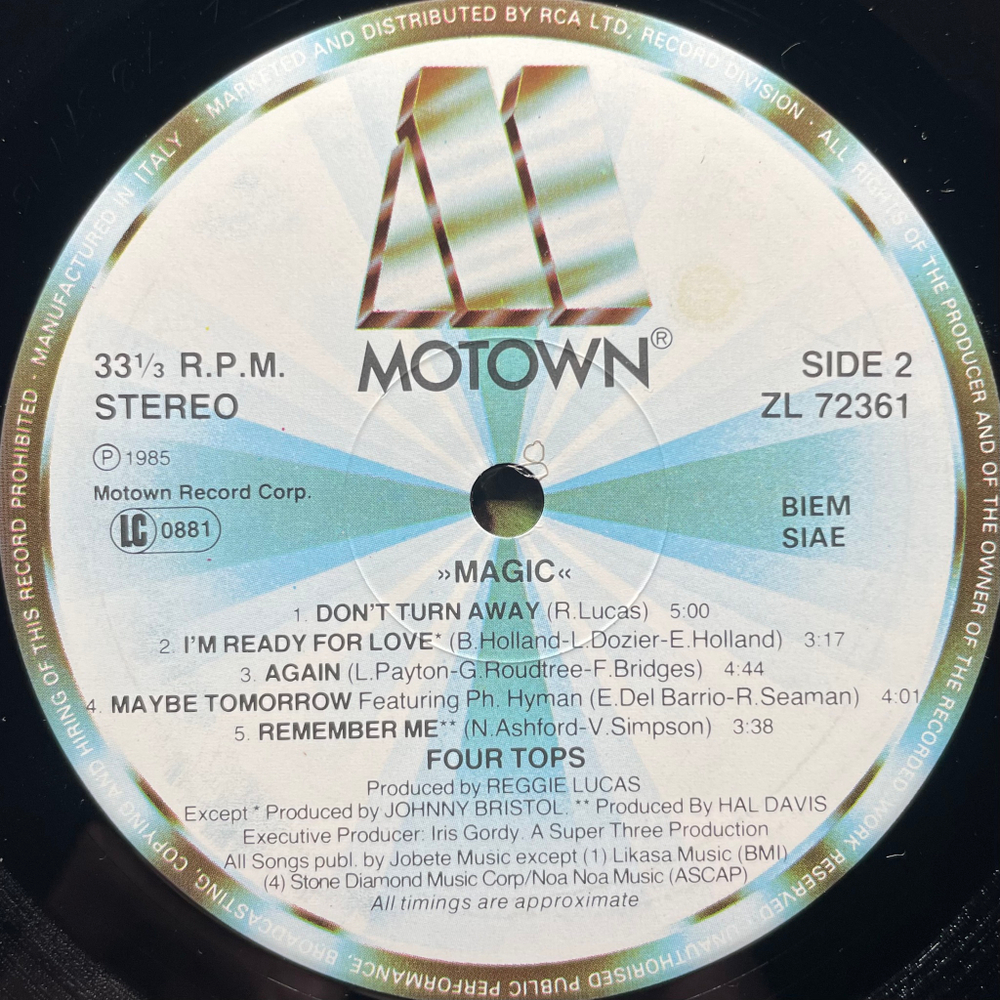 MANUFACTURED IN ITALY · MARKETED AND DISTRIBUTED BY RCA LTD, RECORD DIVISION · ALL RIGHTS OF THE PRODUCER AND OF THE OWNER OF THE RECORDED WORK RESERVED. UNAUTHORISED PUBLIC PERFORMANCE, BROADCASTING, COPYING AND HIRING OF THIS RECORD PROHIBITED ·
MOTOWN®
33⅓ R.P.M.
STEREO
SIDE 2
ZL 72361
Ⓟ 1985
Motown Record Corp.
LC 0881
BIEM
SIAE
»MAGIC«
1. DON'T TURN AWAY (R.Lucas) 5:00
2. I'M READY FOR LOVE* (B.Holland-L.Dozier-E.Holland) 3:17
3. AGAIN (L.Payton-G.Roudtree-F.Bridges) 4:44
4. MAYBE TOMORROW Featuring Ph. Hyman (E.Del Barrio-R.Seaman) 4:01
5. REMEMBER ME** (N.Ashford-V.Simpson) 3:38
FOUR TOPS
Produced by REGGIE LUCAS
Except * Produced by JOHNNY BRISTOL. ** Produced By HAL DAVIS
Executive Producer: Iris Gordy. A Super Three Production
All Songs publ. by Jobete Music except (1) Likasa Music (BMI)
(4) Stone Diamond Music Corp/Noa Noa Music (ASCAP)
All timings are approximate